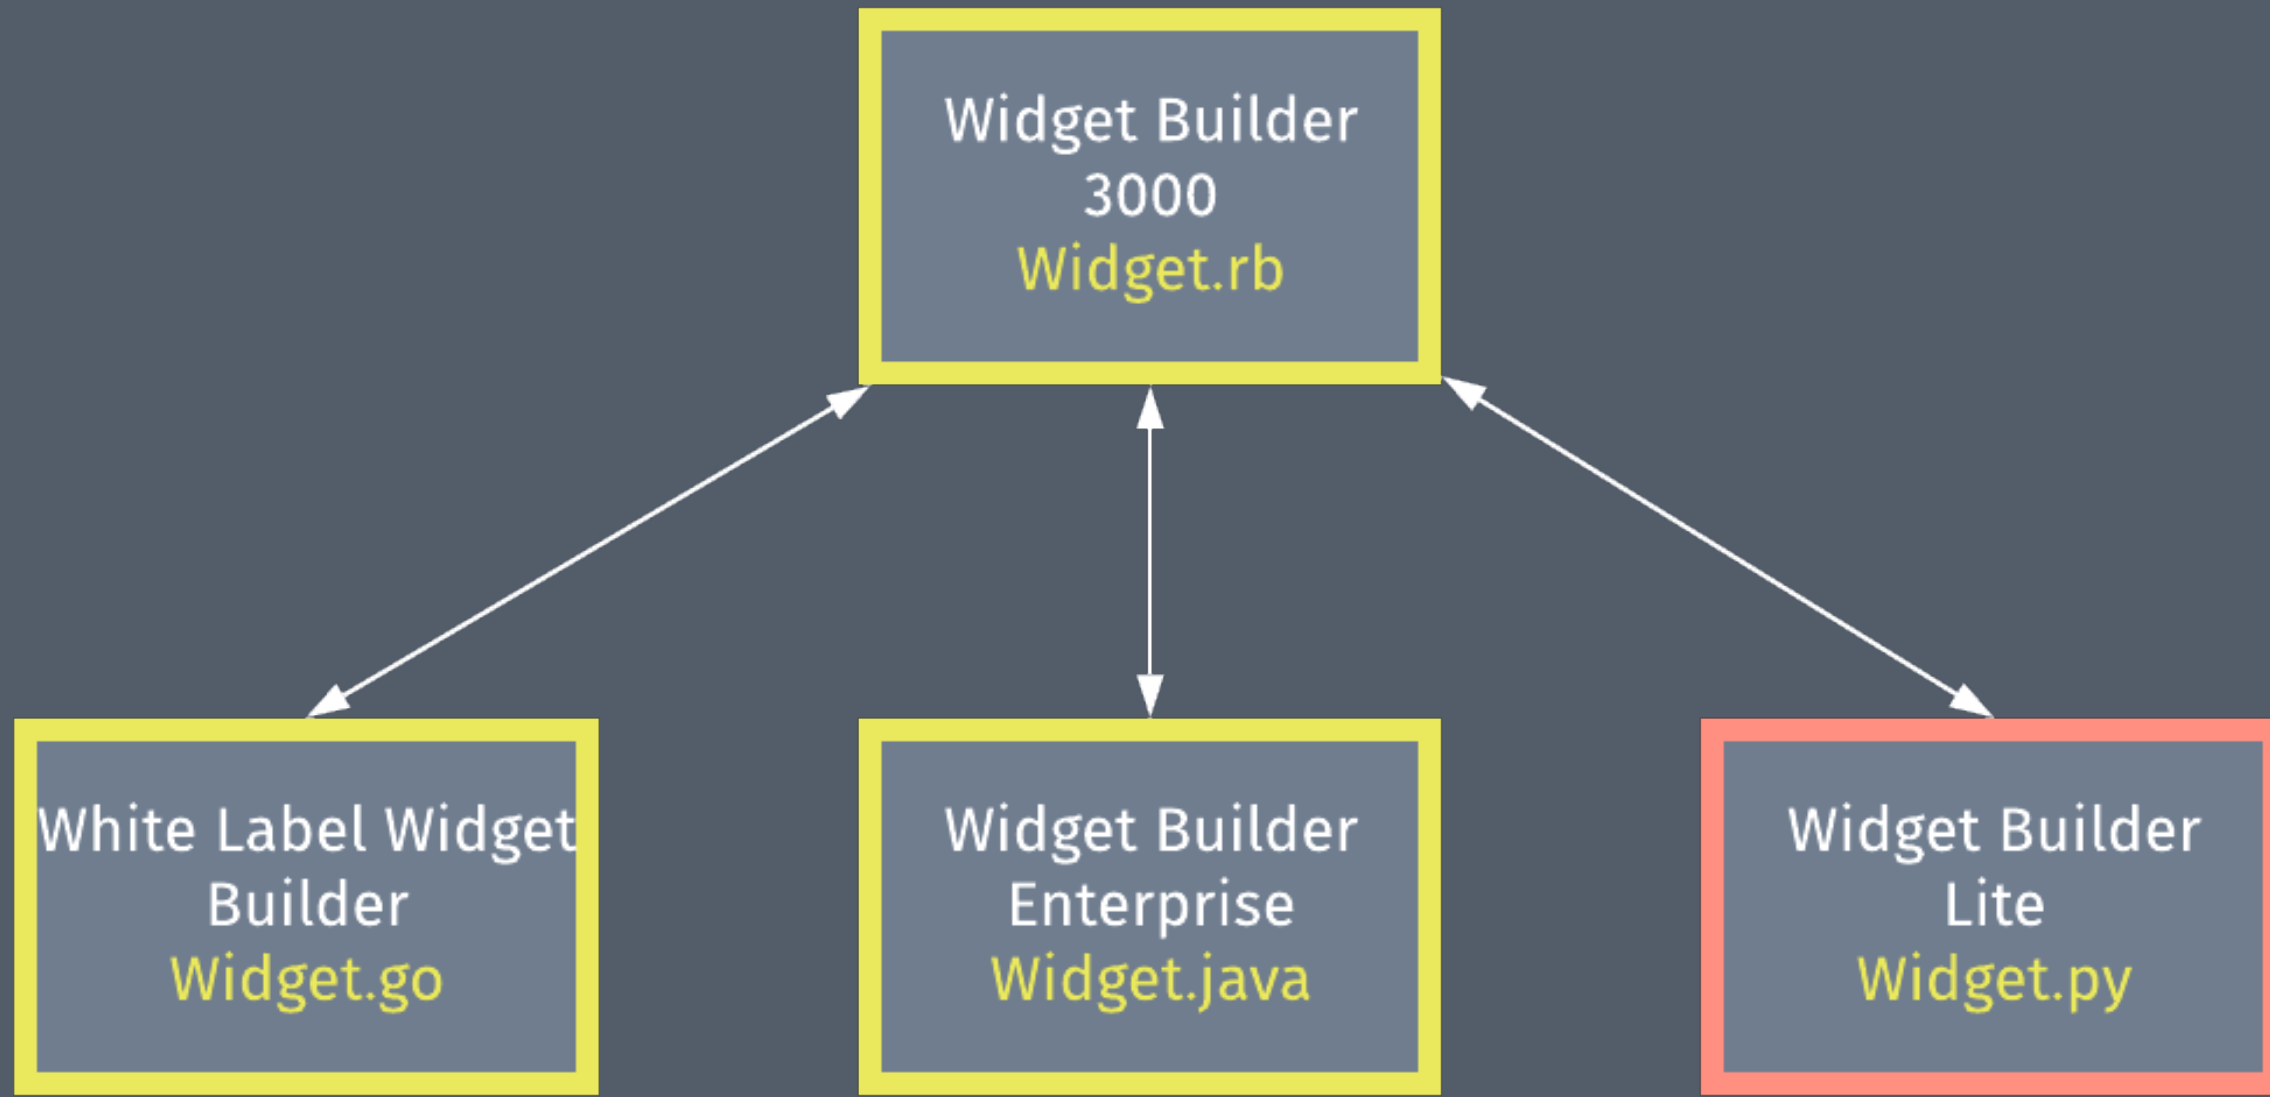 Widget Builder
3000
Widget.rb
White Label Widget
Builder
Widget.go
Widget Builder
Enterprise
Widget.java
Widget Builder
Lite
Widget.py